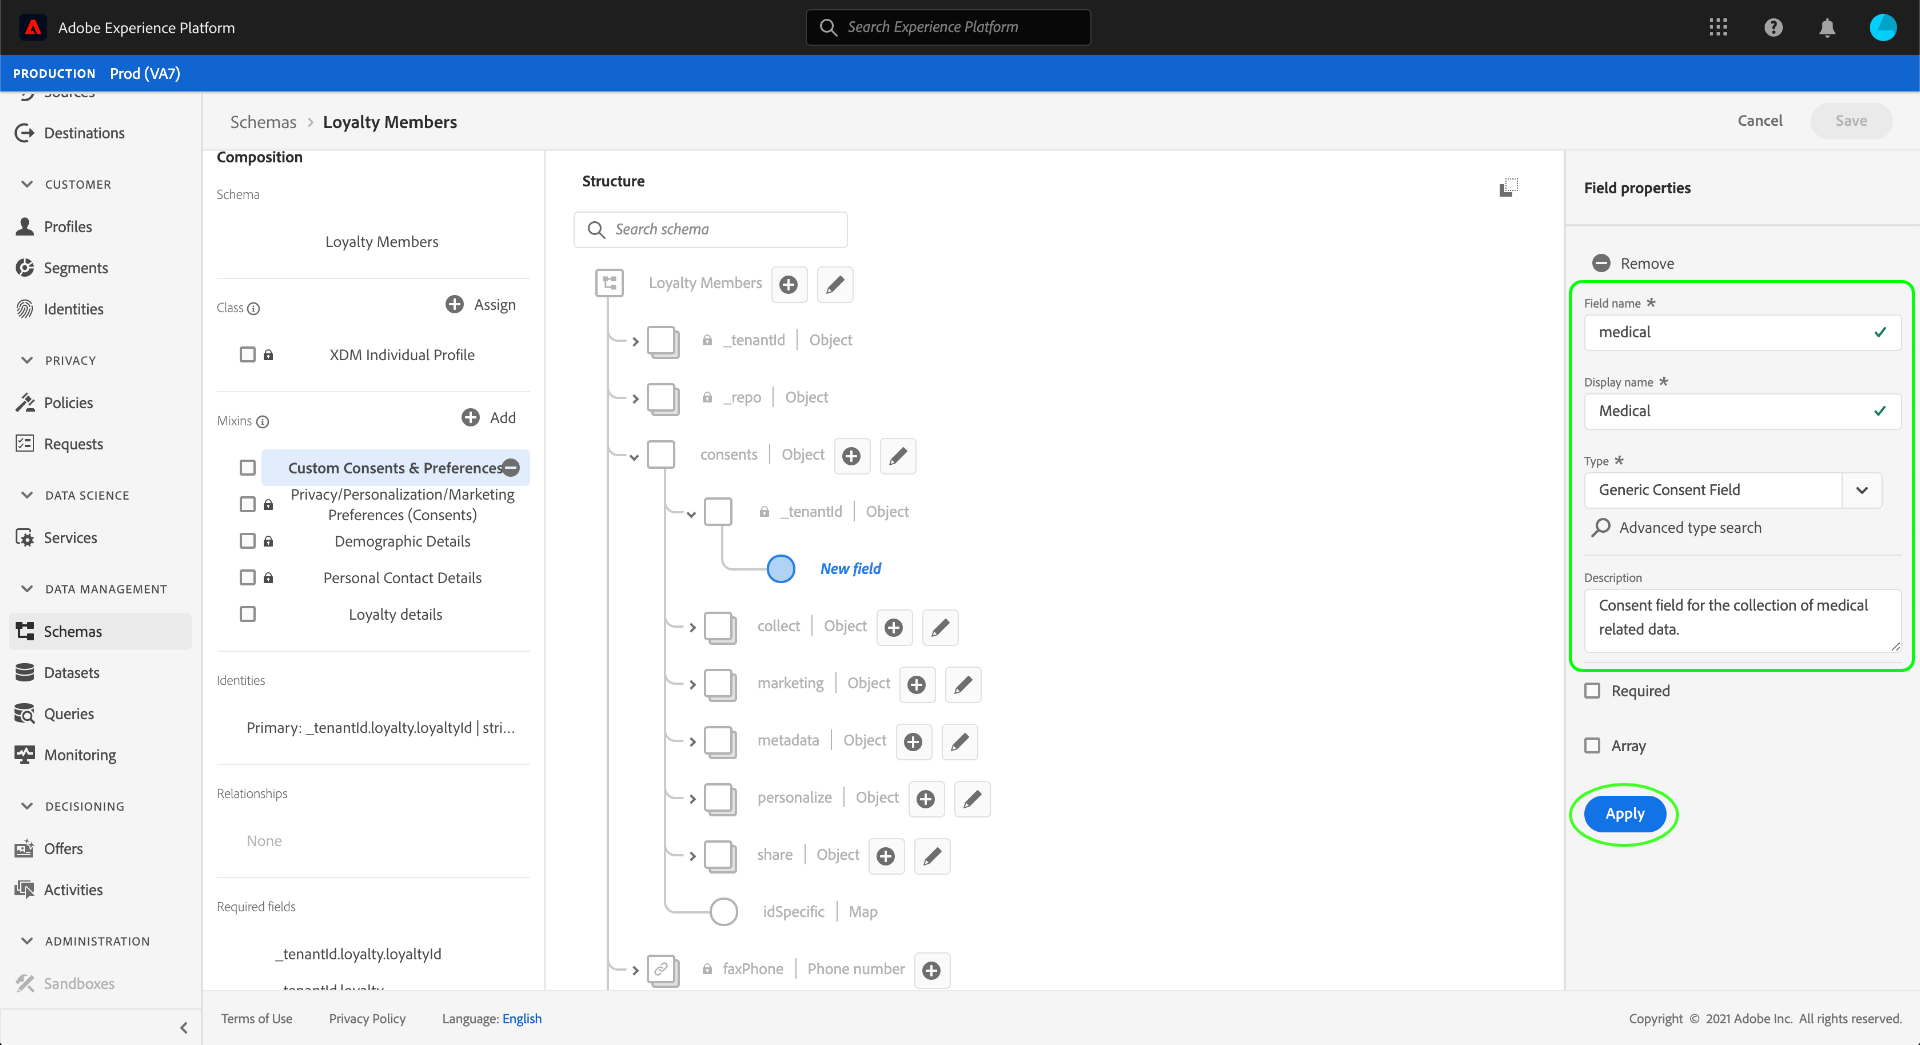 Adobe Experience Platform
Search Experience Platform
PRODUCTION Prod (VA7)
Sources
Destinations
CUSTOMER
Profiles
Segments
Identities
PRIVACY
Policies
Requests
DATA SCIENCE
Services
DATA MANAGEMENT
Schemas
Datasets
Queries
Monitoring
DECISIONING
Offers
Activities
ADMINISTRATION
Sandboxes
Schemas > Loyalty Members
Cancel
Save
Composition
Schema
Loyalty Members
Class
Assign
XDM Individual Profile
Mixins
Add
Custom Consents & Preferences
Privacy/Personalization/Marketing
Preferences (Consents)
Demographic Details
Personal Contact Details
Loyalty details
Identities
Primary: _tenantId.loyalty.loyaltyId | stri...
Relationships
None
Required fields
_tenantId.loyalty.loyaltyId
_tenantId.loyalty
Structure
Search schema
Loyalty Members
_tenantId | Object
_repo | Object
consents | Object
_tenantId | Object
New field
collect | Object
marketing | Object
metadata | Object
personalize | Object
share | Object
idSpecific | Map
faxPhone | Phone number
Field properties
Remove
Field name *
medical
Display name *
Medical
Type *
Generic Consent Field
Advanced type search
Description
Consent field for the collection of medical
related data.
Required
Array
Apply
Terms of Use
Privacy Policy
Language: English
Copyright © 2021 Adobe Inc. All rights reserved.